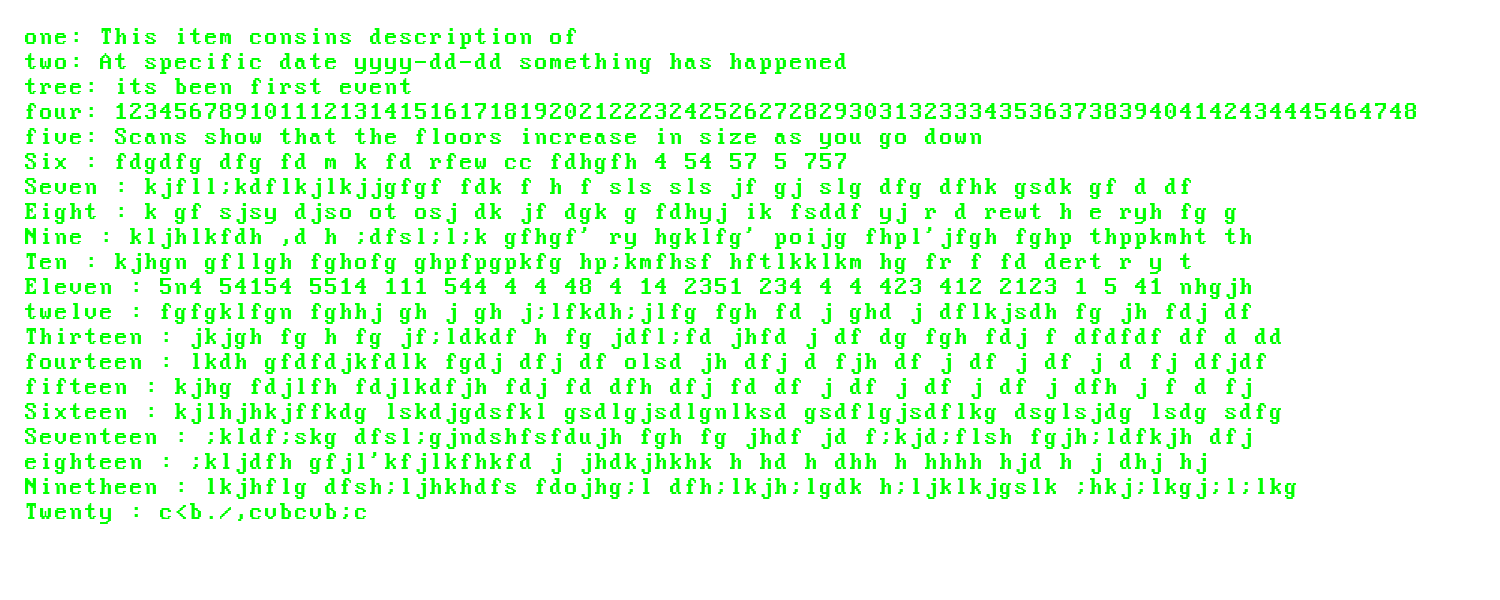 one: This item consins description of
two: At specific date yyyy-dd-dd something has happened
tree: its been first event
four: 123456789101112131415161718192021222324252627282930313233343536373839404142434445464748
five: Scans show that the floors increase in size as you go down
Six : fdgdfg dfg fd m k fd rfew cc fdhgfh 4 54 57 5 757
Seven : kjfll;kdflkjlkjjgfgf fdk f h f sls sls jf gj slg dfg dfhk gsdk gf d df
Eight : k gf sjsy djso ot osj dk jf dgk g fdhyj ik fsddf yj r d rewt h e ryh fg g
Nine : kljhlkfdh ,d h ;dfsl;l;k gfhgf' ry hgklfg' poijg fhpl'jfgh fghp thppkmht th
Ten : kjhgn gfllgh fghofg ghpfpgpkfg hp;kmfhsf hftlkklkm hg fr f fd dert r y t
Eleven : 5n4 54154 5514 111 544 4 4 48 4 14 2351 234 4 4 423 412 2123 1 5 41 nhgjh
twelve : fgfgklfgn fghhj gh j gh j;lfkdh;jlfg fgh fd j ghd j dflkjsdh fg jh fdj df
Thirteen : jkjgh fg h fg jf;ldkdf h fg jdfl;fd jhfd j df dg fgh fdj f dfdfdf df d dd
fourteen : lkdh gfdfdjkfdlk fgdj dfj df olsd jh dfj d fjh df j df j df j d fj dfjdf
fifteen : kjhg fdjlfh fdjlkdfjh fdj fd dfh dfj fd df j df j df j df j dfh j f d fj
Sixteen : kjlhjhkjffkdg lskdjgdsfkl gsdlgjsdlgnlksd gsdflgjsdflkg dsglsjdg lsdg sdfg
Seventeen : ;kldf;skg dfsl;gjndshfsfdujh fgh fg jhdf jd f;kjd;flsh fgjh;ldfkjh dfj
eighteen : ;kljdfh gfjl'kfjlkfhkfd j jhdkjhkhk h hd h dhh h hhhh hjd h j dhj hj
Ninetheen : lkjhflg dfsh;ljhkhdfs fdojhg;l dfh;lkjh;lgdk h;ljklkjgslk ;hkj;lkgj;l;lkg
Twenty : c<b./,cvbcvb;c